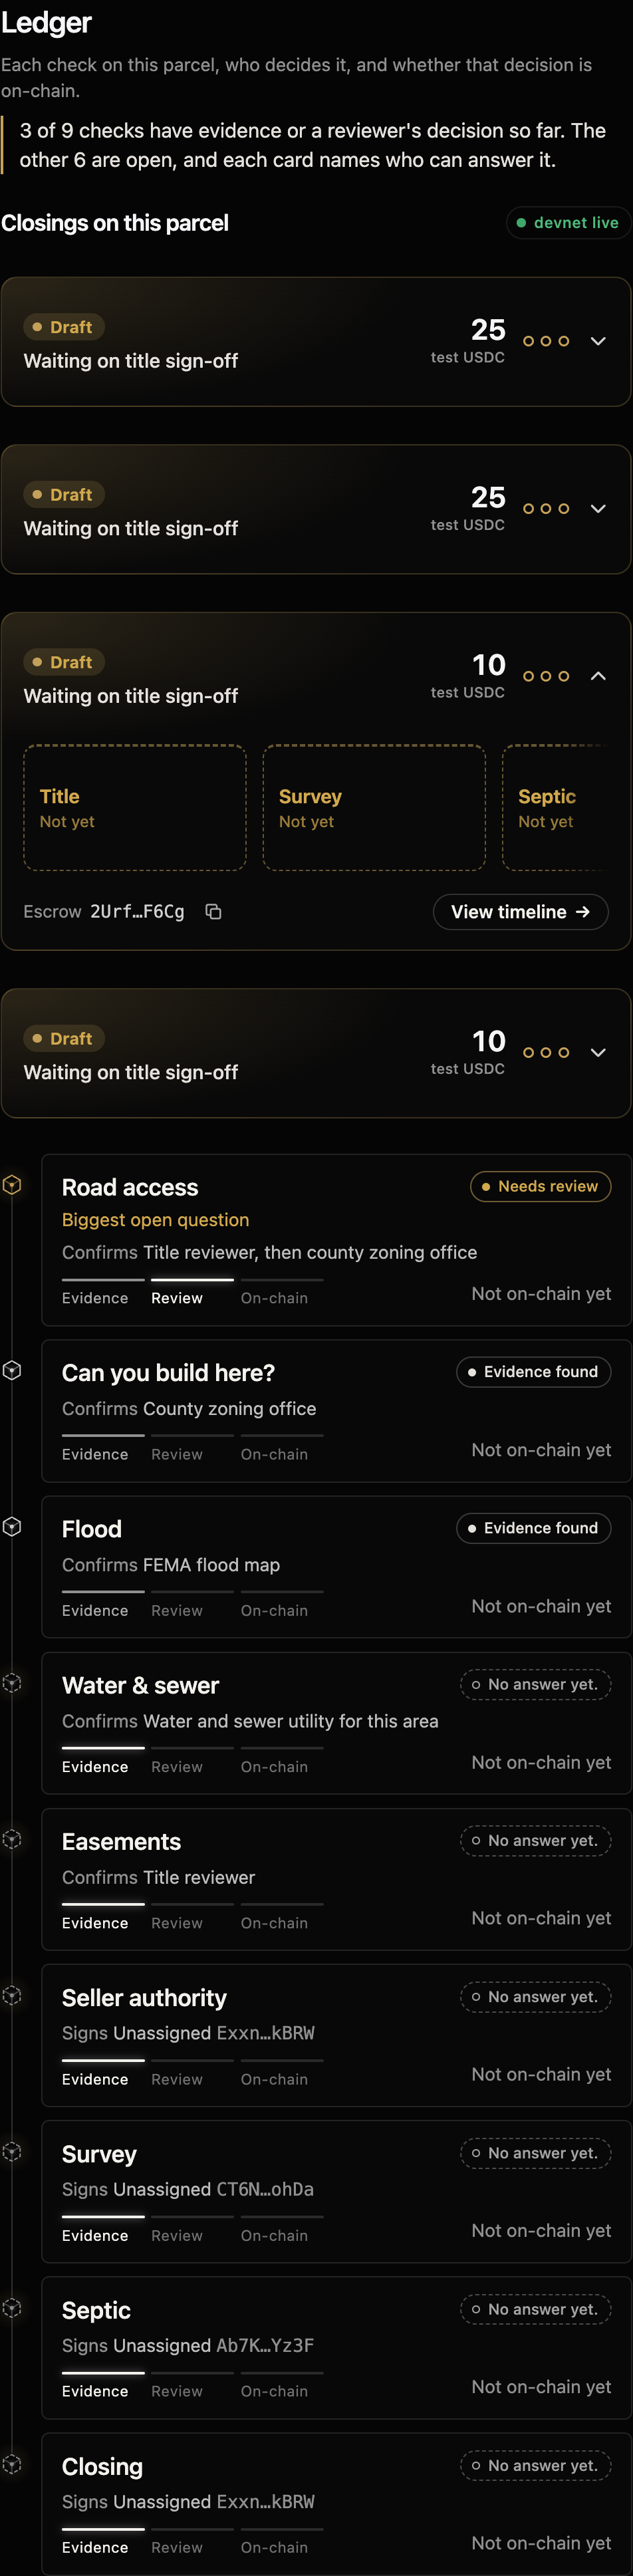 Ledger
Each check on this parcel, who decides it, and whether that decision is
on-chain.
3 of 9 checks have evidence or a reviewer's decision so far. The
other 6 are open, and each card names who can answer it.
Closings on this parcel
devnet live
Draft
Waiting on title sign-off
25
test USDC
Draft
Waiting on title sign-off
25
test USDC
Draft
Waiting on title sign-off
10
test USDC
Title
Not yet
Survey
Not yet
Septic
Not yet
Escrow 2Urf…F6Cg
View timeline →
Draft
Waiting on title sign-off
10
test USDC
Road access
Needs review
Biggest open question
Confirms Title reviewer, then county zoning office
Evidence Review On-chain
Not on-chain yet
Can you build here?
Evidence found
Confirms County zoning office
Evidence Review On-chain
Not on-chain yet
Flood
Evidence found
Confirms FEMA flood map
Evidence Review On-chain
Not on-chain yet
Water & sewer
No answer yet.
Confirms Water and sewer utility for this area
Evidence Review On-chain
Not on-chain yet
Easements
No answer yet.
Confirms Title reviewer
Evidence Review On-chain
Not on-chain yet
Seller authority
No answer yet.
Signs Unassigned Exxn…kBRW
Evidence Review On-chain
Not on-chain yet
Survey
No answer yet.
Signs Unassigned CT6N…ohDa
Evidence Review On-chain
Not on-chain yet
Septic
No answer yet.
Signs Unassigned Ab7K…Yz3F
Evidence Review On-chain
Not on-chain yet
Closing
No answer yet.
Signs Unassigned Exxn…kBRW
Evidence Review On-chain
Not on-chain yet